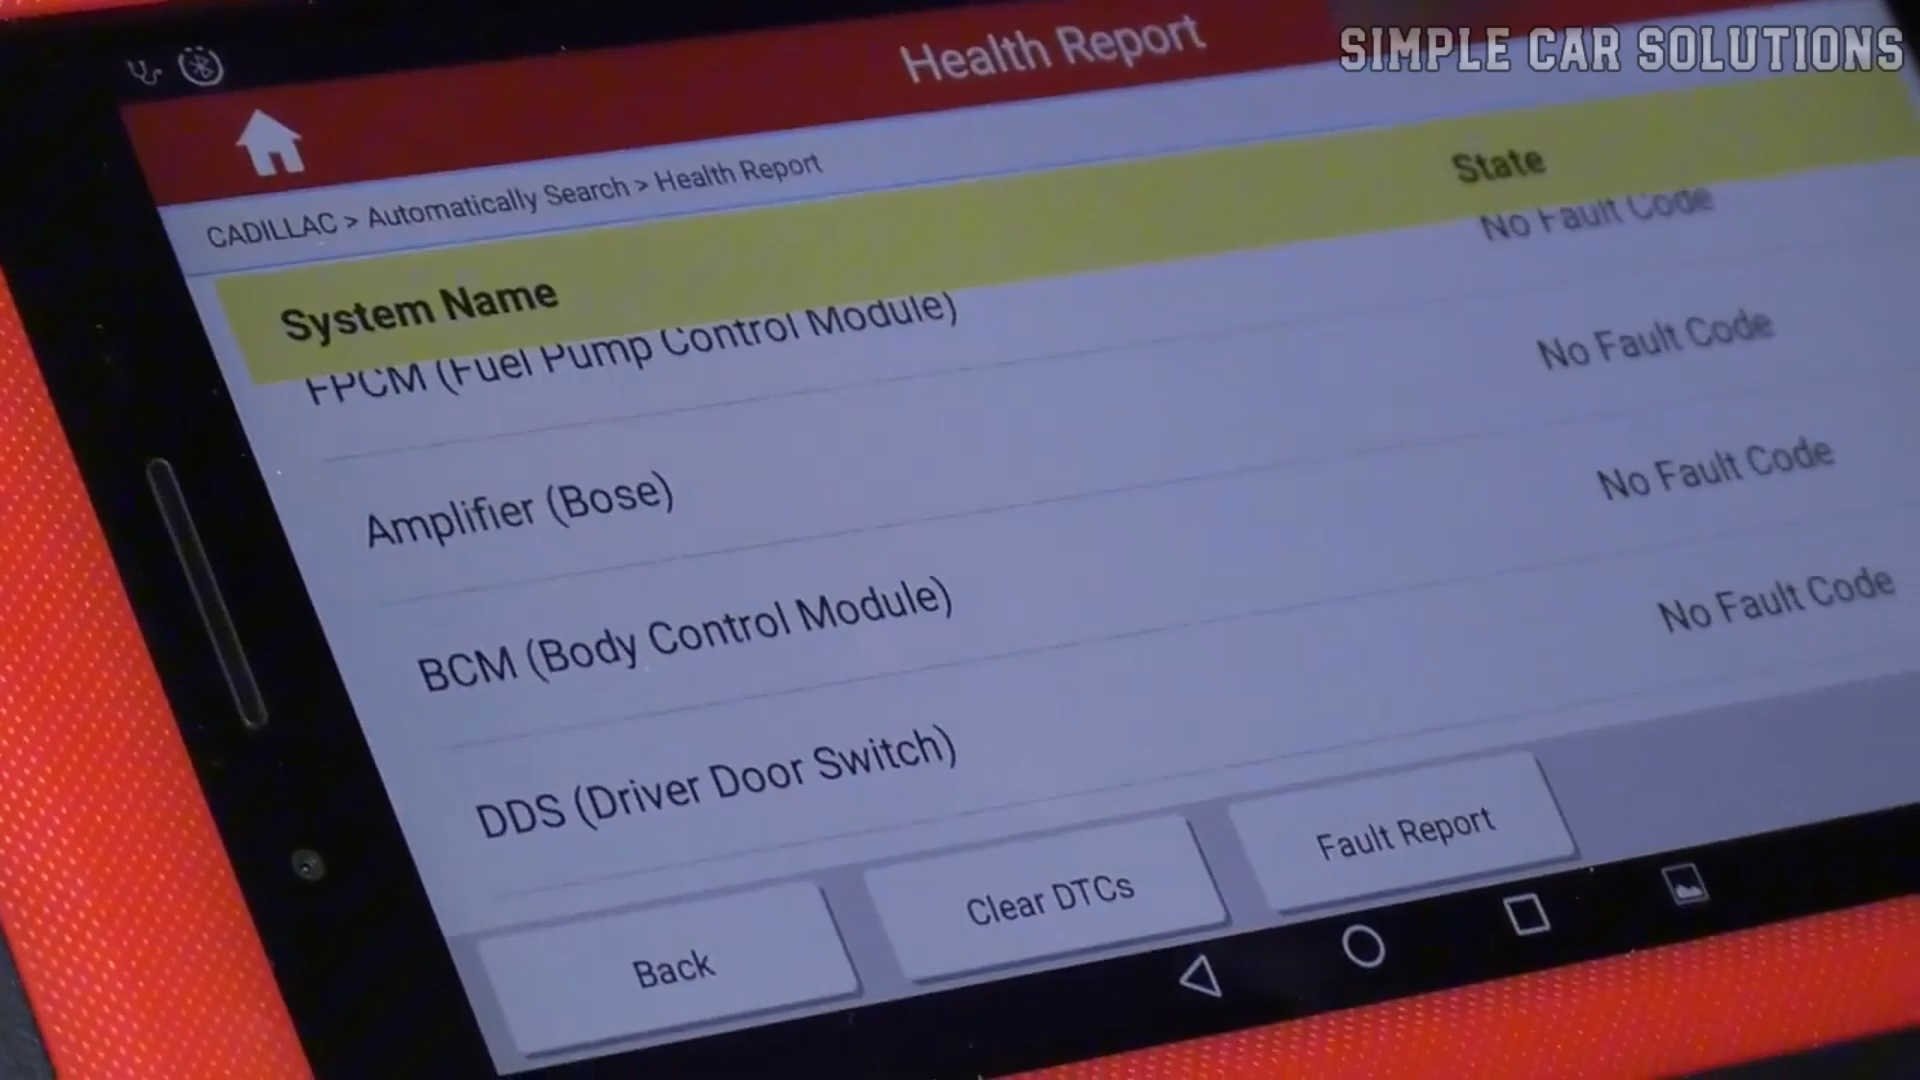 SIMPLE CAR SOLUTIONS
Health Report
CADILLAC > Automatically Search > Health Report
System Name State
FPCM (Fuel Pump Control Module) No Fault Code
Amplifier (Bose) No Fault Code
BCM (Body Control Module) No Fault Code
DDS (Driver Door Switch) No Fault Code
Back Clear DTCs Fault Report